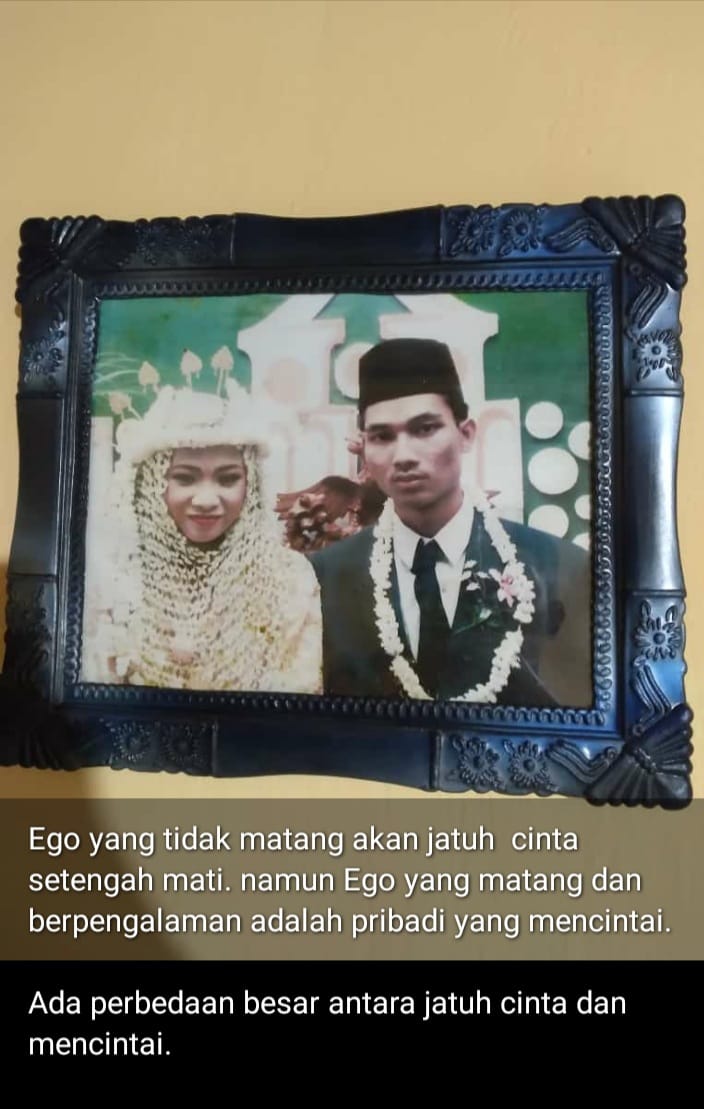 Ego yang tidak matang akan jatuh  cinta
setengah mati. namun Ego yang matang dan
berpengalaman adalah pribadi yang mencintai.
Ada perbedaan besar antara jatuh cinta dan
mencintai.